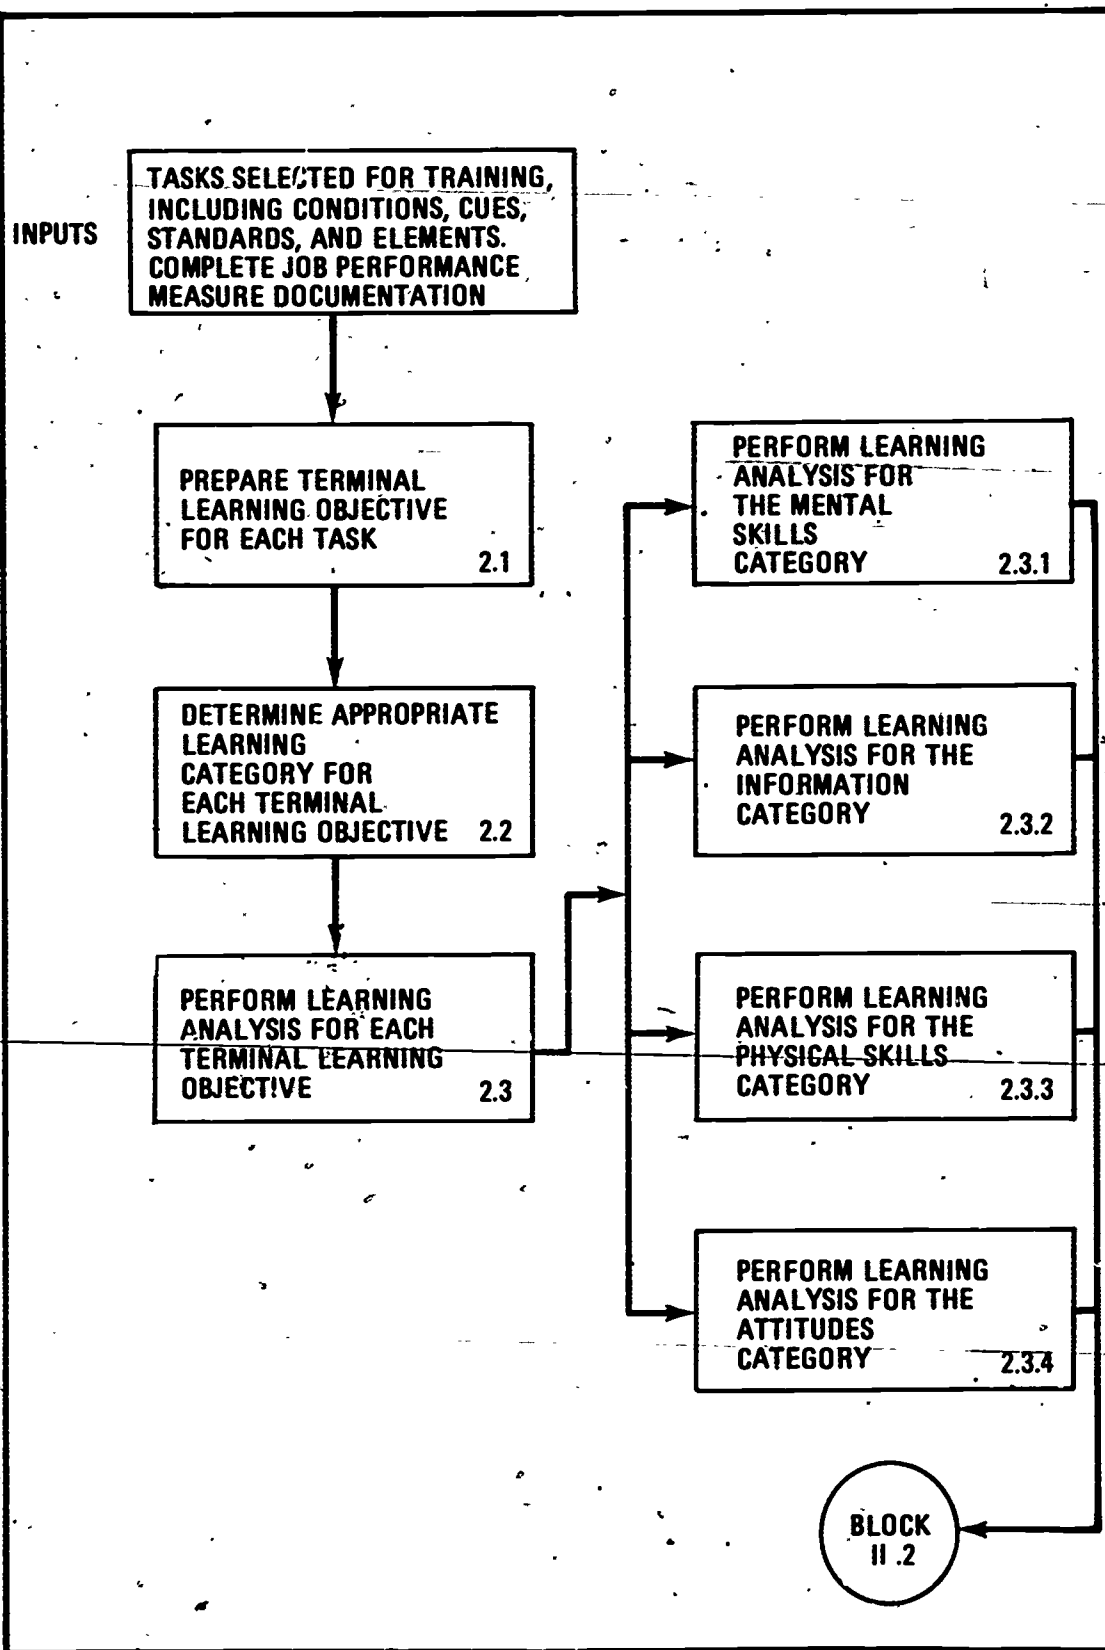 INPUTS
TASKS SELECTED FOR TRAINING,
INCLUDING CONDITIONS, CUES,
STANDARDS, AND ELEMENTS.
COMPLETE JOB PERFORMANCE
MEASURE DOCUMENTATION
PREPARE TERMINAL
LEARNING OBJECTIVE
FOR EACH TASK
2.1
DETERMINE APPROPRIATE
LEARNING
CATEGORY FOR
EACH TERMINAL
LEARNING OBJECTIVE 2.2
PERFORM LEARNING
ANALYSIS FOR EACH
TERMINAL LEARNING
OBJECTIVE 2.3
PERFORM LEARNING
ANALYSIS FOR
THE MENTAL
SKILLS
CATEGORY 2.3.1
PERFORM LEARNING
ANALYSIS FOR THE
INFORMATION
CATEGORY 2.3.2
PERFORM LEARNING
ANALYSIS FOR THE
PHYSICAL SKILLS
CATEGORY 2.3.3
PERFORM LEARNING
ANALYSIS FOR THE
ATTITUDES
CATEGORY 2.3.4
BLOCK
II .2